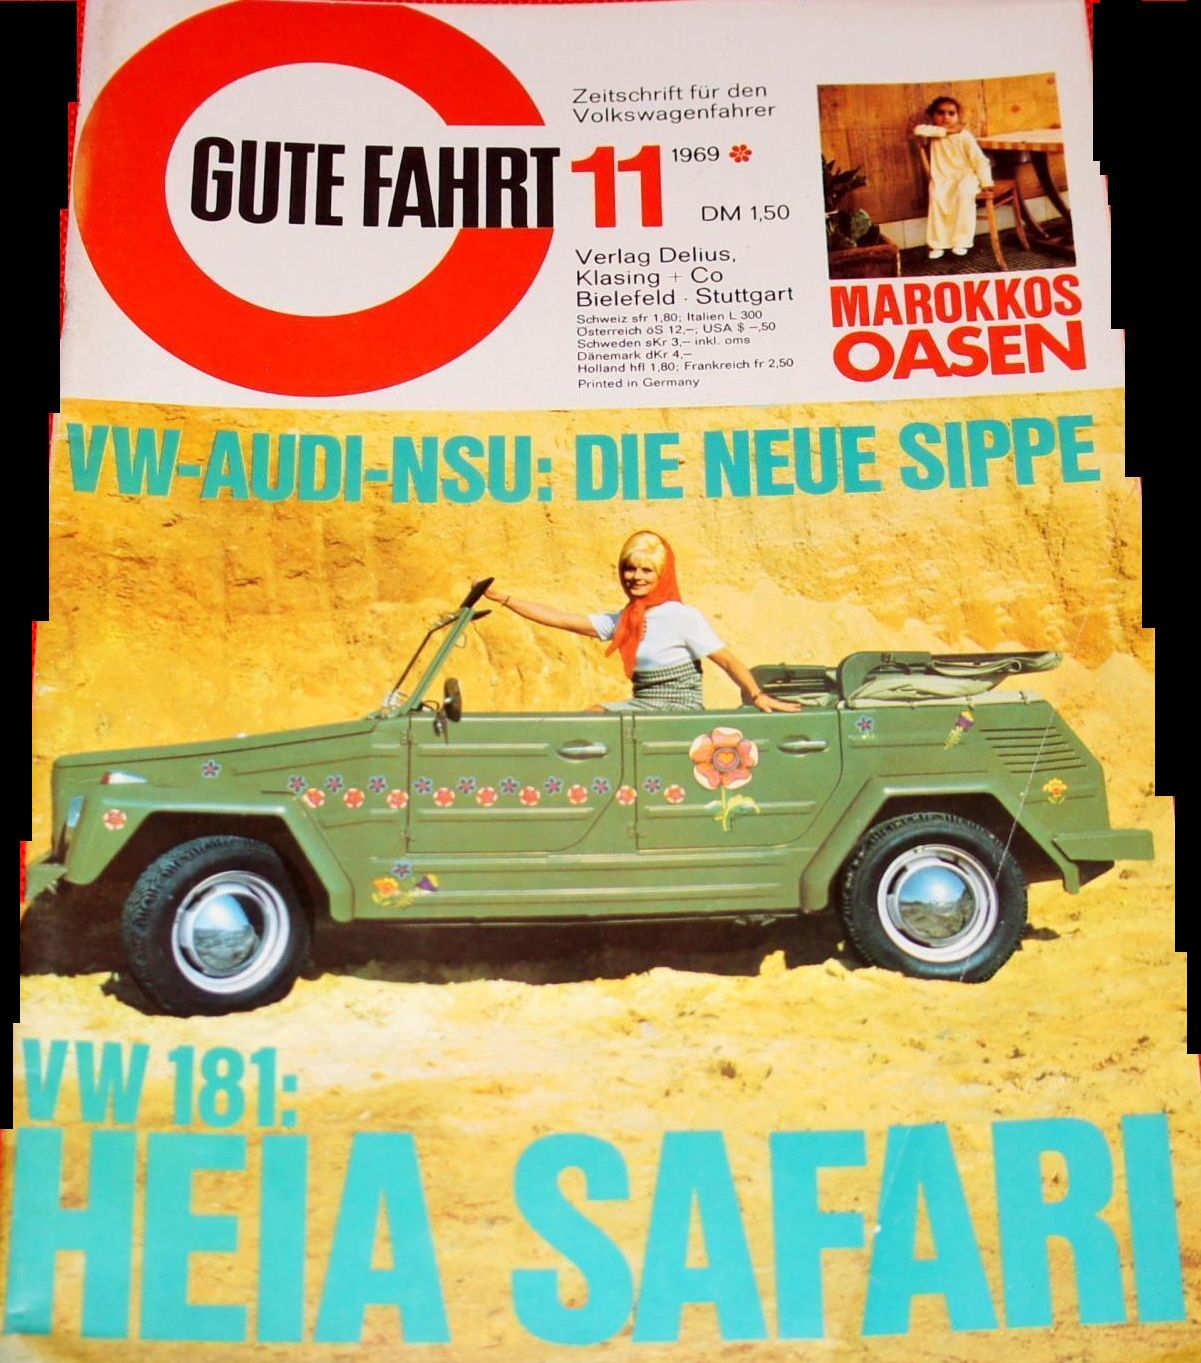 GUTE FAHRT
Zeitschrift für den
Volkswagenfahrer
11 1969
DM 1,50
Verlag Delius,
Klasing + Co
Bielefeld · Stuttgart
Schweiz sfr 1,80; Italien L 300
Österreich öS 12,–; USA $ –,50
Schweden sKr 3,– inkl. oms
Dänemark dKr 4,–
Holland hfl 1,80; Frankreich fr 2,50
Printed in Germany
MAROKKOS
OASEN
VW-AUDI-NSU: DIE NEUE SIPPE
VW 181:
HEIA SAFARI